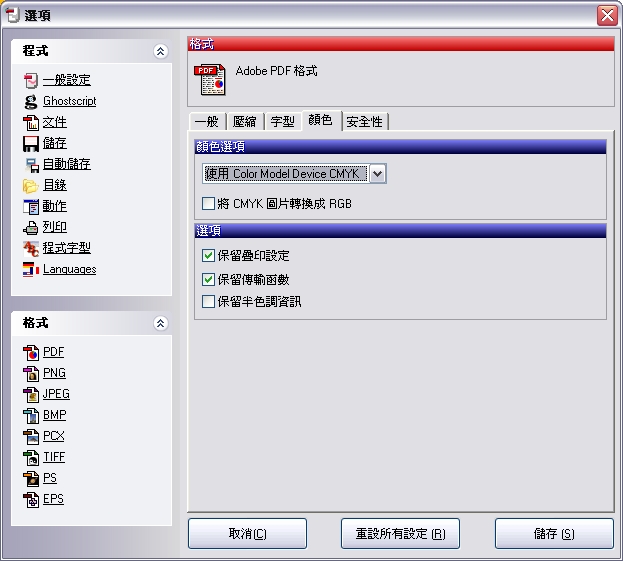 選項
程式
一般設定
Ghostscript
文件
儲存
自動儲存
目錄
動作
列印
程式字型
Languages
格式
PDF
PNG
JPEG
BMP
PCX
TIFF
PS
EPS
格式
PDF
Adobe PDF 格式
一般 壓縮 字型 顏色 安全性
顏色選項
使用 Color Model Device CMYK
將 CMYK 圖片轉換成 RGB
選項
保留疊印設定
保留傳輸函數
保留半色調資訊
取消(C) 重設所有設定 (R) 儲存 (S)